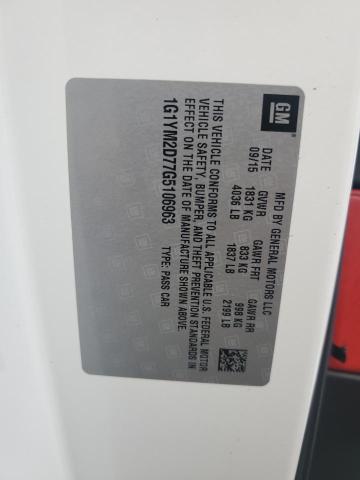 GM
MFD BY GENERAL MOTORS LLC
DATE GVWR GAWR FRT GAWR RR
09/15 1831 KG 833 KG 998 KG
4036 LB 1837 LB 2199 LB
THIS VEHICLE CONFORMS TO ALL APPLICABLE U.S. FEDERAL MOTOR
VEHICLE SAFETY, BUMPER, AND THEFT PREVENTION STANDARDS IN
EFFECT ON THE DATE OF MANUFACTURE SHOWN ABOVE.
1G1YM2D77G5106963 TYPE: PASS CAR